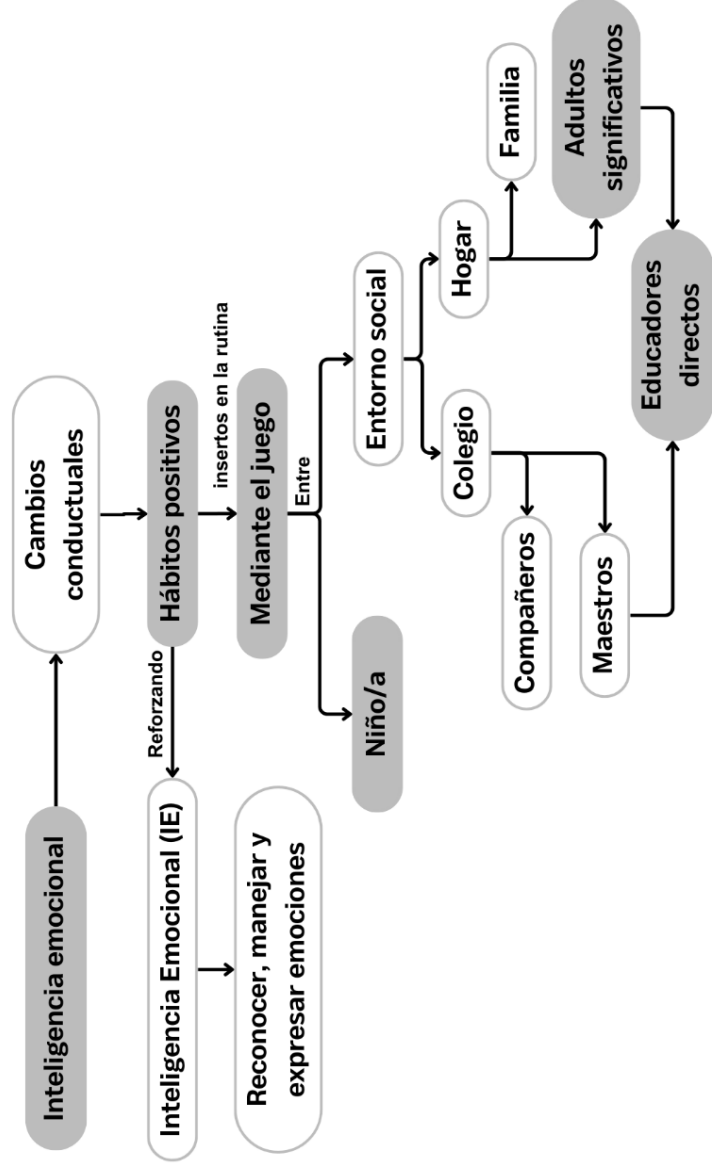 Inteligencia emocional
Cambios
conductuales
Hábitos positivos
Reforzando
insertos en la rutina
Inteligencia Emocional (IE)
Mediante el juego
Reconocer, manejar y
expresar emociones
Entre
Niño/a
Entorno social
Colegio
Hogar
Compañeros
Familia
Maestros
Adultos
significativos
Educadores
directos